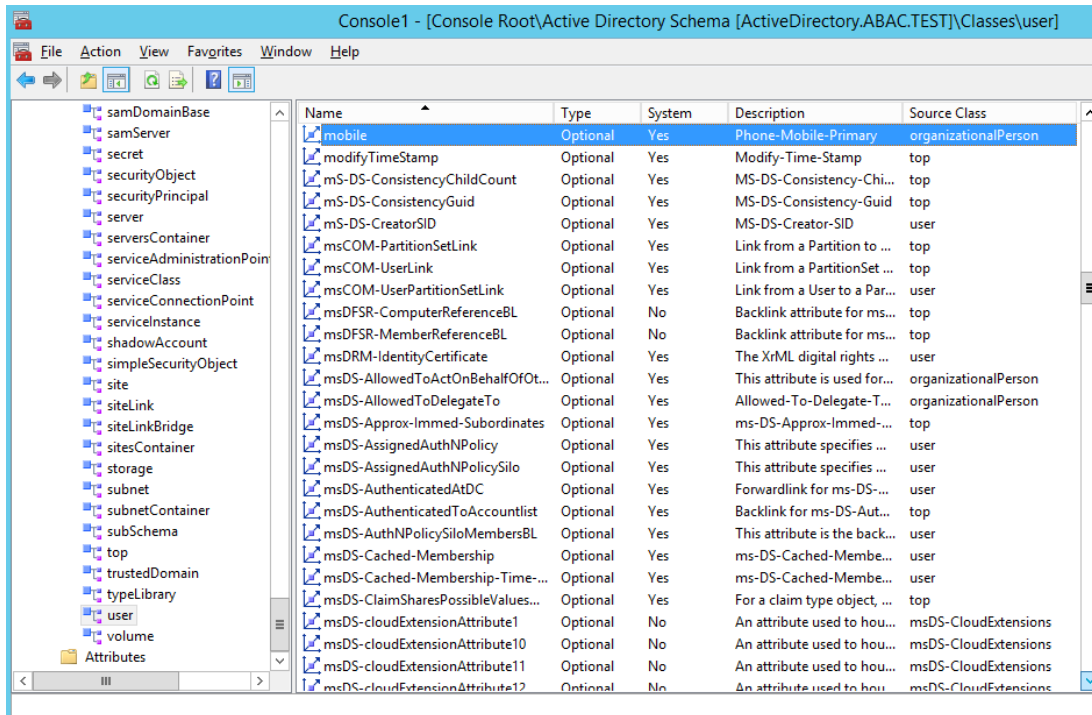 Console1 - [Console Root\Active Directory Schema [ActiveDirectory.ABAC.TEST]\Classes\user]
File Action View Favorites Window Help
samDomainBase
samServer
secret
securityObject
securityPrincipal
server
serversContainer
serviceAdministrationPoin
serviceClass
serviceConnectionPoint
serviceInstance
shadowAccount
simpleSecurityObject
site
siteLink
siteLinkBridge
sitesContainer
storage
subnet
subnetContainer
subSchema
top
trustedDomain
typeLibrary
user
volume
Attributes
Name Type System Description Source Class
mobile Optional Yes Phone-Mobile-Primary organizationalPerson
modifyTimeStamp Optional Yes Modify-Time-Stamp top
mS-DS-ConsistencyChildCount Optional Yes MS-DS-Consistency-Chi... top
mS-DS-ConsistencyGuid Optional Yes MS-DS-Consistency-Guid top
mS-DS-CreatorSID Optional Yes MS-DS-Creator-SID user
msCOM-PartitionSetLink Optional Yes Link from a Partition to ... top
msCOM-UserLink Optional Yes Link from a PartitionSet ... top
msCOM-UserPartitionSetLink Optional Yes Link from a User to a Par... user
msDFSR-ComputerReferenceBL Optional No Backlink attribute for ms... top
msDFSR-MemberReferenceBL Optional No Backlink attribute for ms... top
msDRM-IdentityCertificate Optional Yes The XrML digital rights ... user
msDS-AllowedToActOnBehalfOfOt... Optional Yes This attribute is used for... organizationalPerson
msDS-AllowedToDelegateTo Optional Yes Allowed-To-Delegate-T... organizationalPerson
msDS-Approx-Immed-Subordinates Optional Yes ms-DS-Approx-Immed-... top
msDS-AssignedAuthNPolicy Optional Yes This attribute specifies ... user
msDS-AssignedAuthNPolicySilo Optional Yes This attribute specifies ... user
msDS-AuthenticatedAtDC Optional Yes Forwardlink for ms-DS-... user
msDS-AuthenticatedToAccountlist Optional Yes Backlink for ms-DS-Aut... user
msDS-AuthNPolicySiloMembersBL Optional Yes This attribute is the back... user
msDS-Cached-Membership Optional Yes ms-DS-Cached-Membe... user
msDS-Cached-Membership-Time-... Optional Yes ms-DS-Cached-Membe... user
msDS-ClaimSharesPossibleValues... Optional Yes For a claim type object, ... top
msDS-cloudExtensionAttribute1 Optional No An attribute used to hou... msDS-CloudExtensions
msDS-cloudExtensionAttribute10 Optional No An attribute used to hou... msDS-CloudExtensions
msDS-cloudExtensionAttribute11 Optional No An attribute used to hou... msDS-CloudExtensions
msDS-cloudExtensionAttribute12 Optional No An attribute used to hou... msDS-CloudExtensions